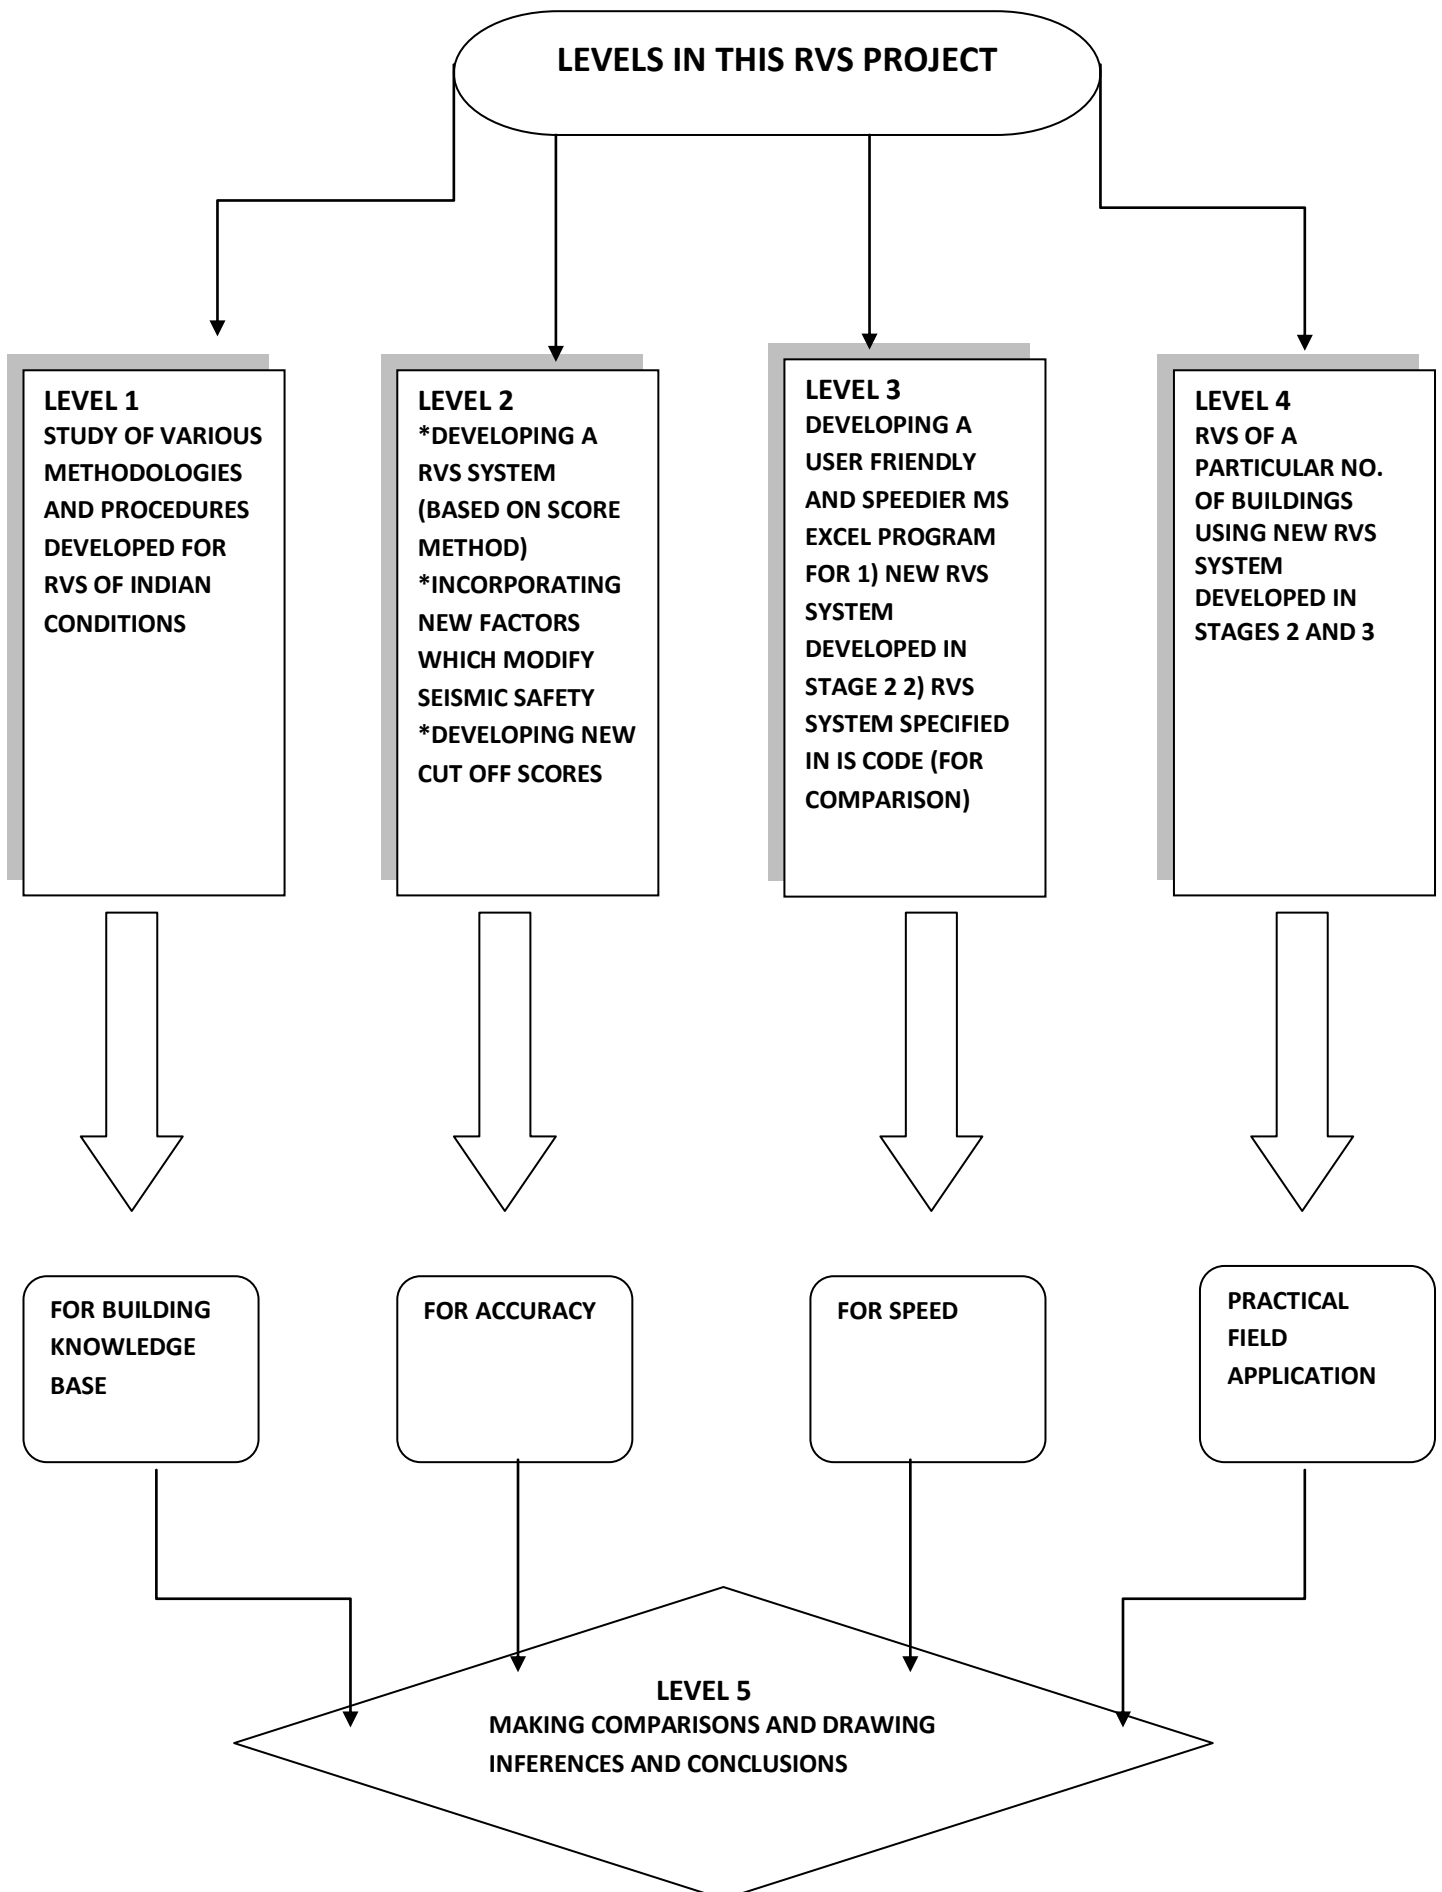 LEVELS IN THIS RVS PROJECT
LEVEL 1
STUDY OF VARIOUS
METHODOLOGIES
AND PROCEDURES
DEVELOPED FOR
RVS OF INDIAN
CONDITIONS
LEVEL 2
*DEVELOPING A
RVS SYSTEM
(BASED ON SCORE
METHOD)
*INCORPORATING
NEW FACTORS
WHICH MODIFY
SEISMIC SAFETY
*DEVELOPING NEW
CUT OFF SCORES
LEVEL 3
DEVELOPING A
USER FRIENDLY
AND SPEEDIER MS
EXCEL PROGRAM
FOR 1) NEW RVS
SYSTEM
DEVELOPED IN
STAGE 2 2) RVS
SYSTEM SPECIFIED
IN IS CODE (FOR
COMPARISON)
LEVEL 4
RVS OF A
PARTICULAR NO.
OF BUILDINGS
USING NEW RVS
SYSTEM
DEVELOPED IN
STAGES 2 AND 3
FOR BUILDING
KNOWLEDGE
BASE
FOR ACCURACY
FOR SPEED
PRACTICAL
FIELD
APPLICATION
LEVEL 5
MAKING COMPARISONS AND DRAWING
INFERENCES AND CONCLUSIONS